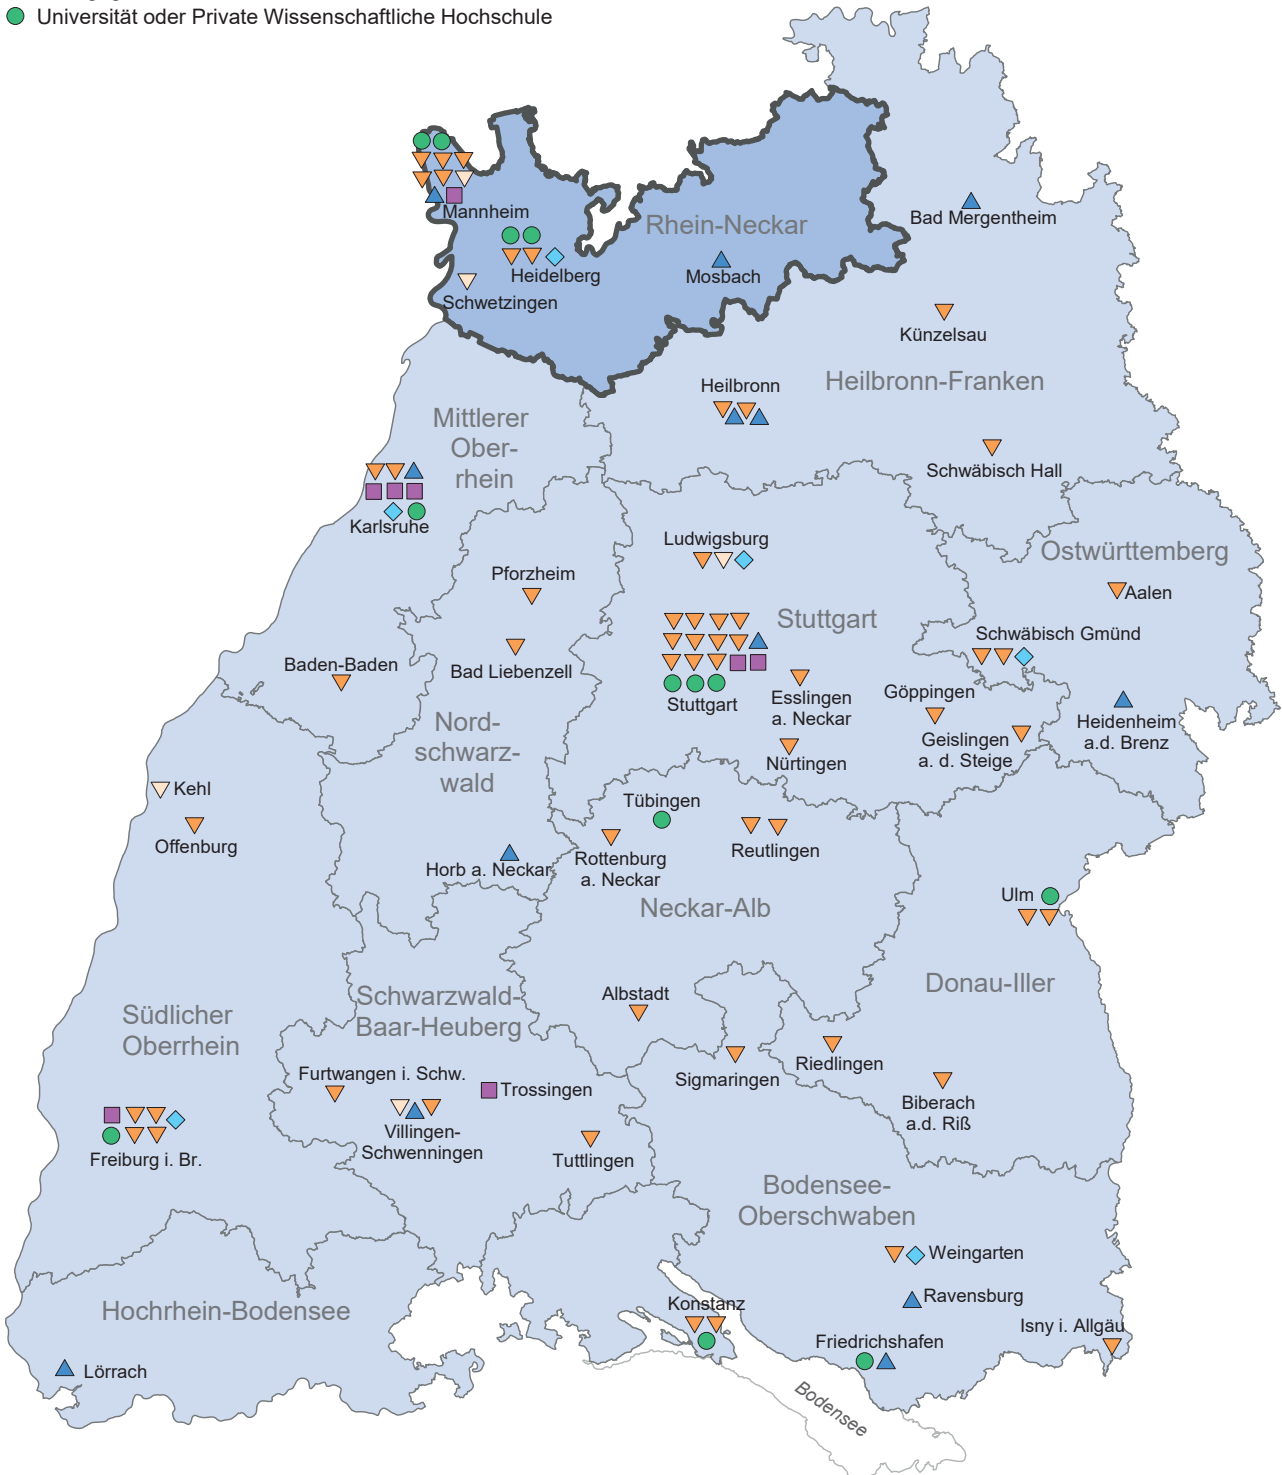 Universität oder Private Wissenschaftliche Hochschule
Mannheim
Rhein-Neckar
Bad Mergentheim
Heidelberg
Mosbach
Schwetzingen
Künzelsau
Heilbronn
Heilbronn-Franken
Mittlerer
Ober-
rhein
Schwäbisch Hall
Karlsruhe
Ludwigsburg
Ostwürttemberg
Pforzheim
Aalen
Stuttgart
Schwäbisch Gmünd
Baden-Baden
Bad Liebenzell
Stuttgart
Esslingen
a. Neckar
Göppingen
Nord-
schwarz-
wald
Geislingen
a. d. Steige
Heidenheim
a.d. Brenz
Nürtingen
Kehl
Tübingen
Offenburg
Reutlingen
Rottenburg
a. Neckar
Horb a. Neckar
Ulm
Neckar-Alb
Donau-Iller
Albstadt
Schwarzwald-
Baar-Heuberg
Südlicher
Oberrhein
Riedlingen
Sigmaringen
Furtwangen i. Schw.
Trossingen
Biberach
a.d. Riß
Villingen-
Schwenningen
Freiburg i. Br.
Tuttlingen
Bodensee-
Oberschwaben
Weingarten
Ravensburg
Hochrhein-Bodensee
Konstanz
Isny i. Allgäu
Friedrichshafen
Lörrach
Bodensee